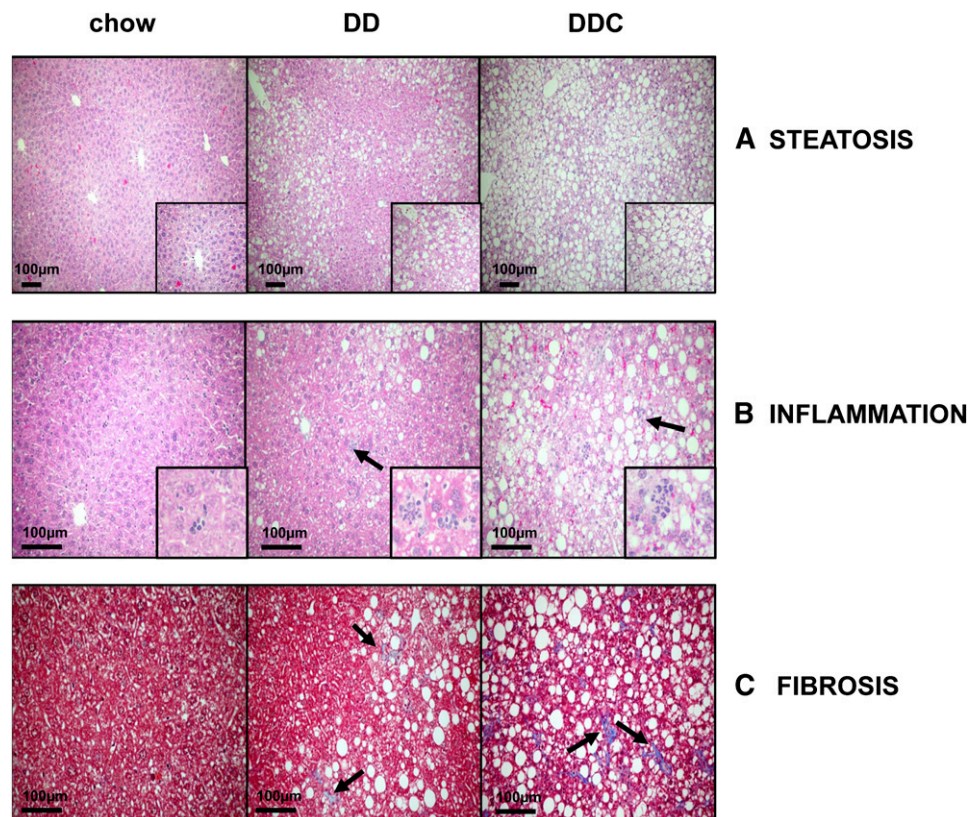 chow DD DDC
A STEATOSIS
100µm 100µm 100µm
B INFLAMMATION
100µm 100µm 100µm
C FIBROSIS
100µm 100µm 100µm